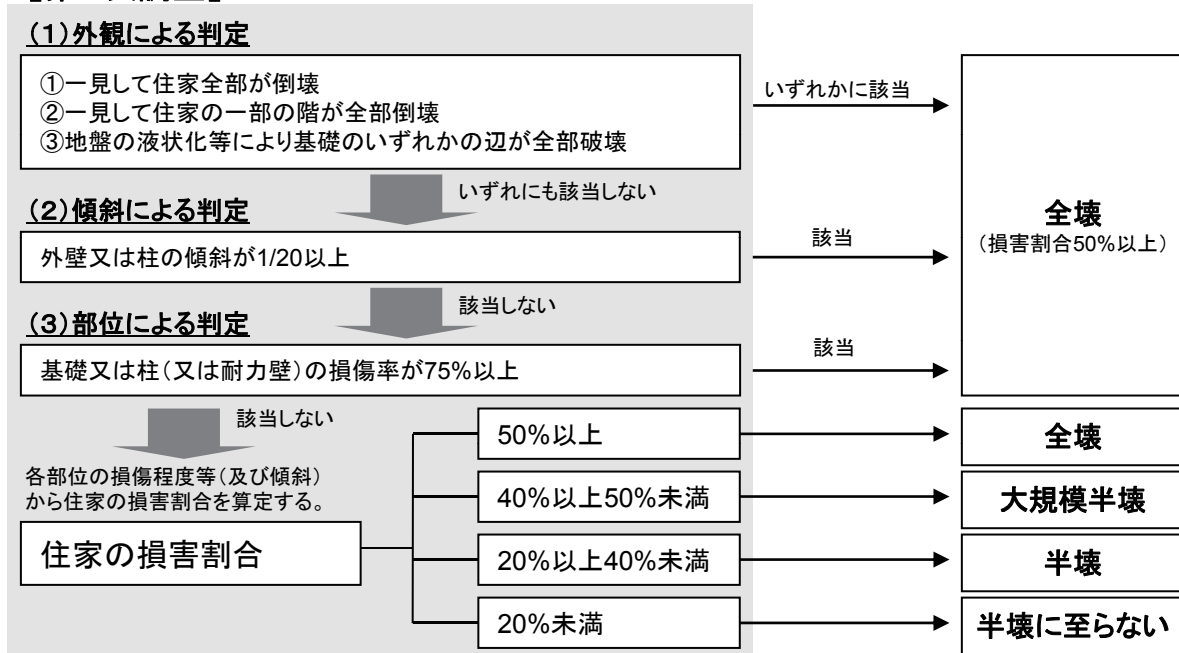 (1)外観による判定
①一見して住家全部が倒壊
②一見して住家の一部の階が全部倒壊
③地盤の液状化等により基礎のいずれかの辺が全部破壊
いずれかに該当
いずれにも該当しない
(2)傾斜による判定
外壁又は柱の傾斜が1/20以上
該当
全壊
(損害割合50%以上)
該当しない
(3)部位による判定
基礎又は柱(又は耐力壁)の損傷率が75%以上
該当
該当しない
各部位の損傷程度等(及び傾斜)
から住家の損害割合を算定する。
住家の損害割合
50%以上
全壊
40%以上50%未満
大規模半壊
20%以上40%未満
半壊
20%未満
半壊に至らない